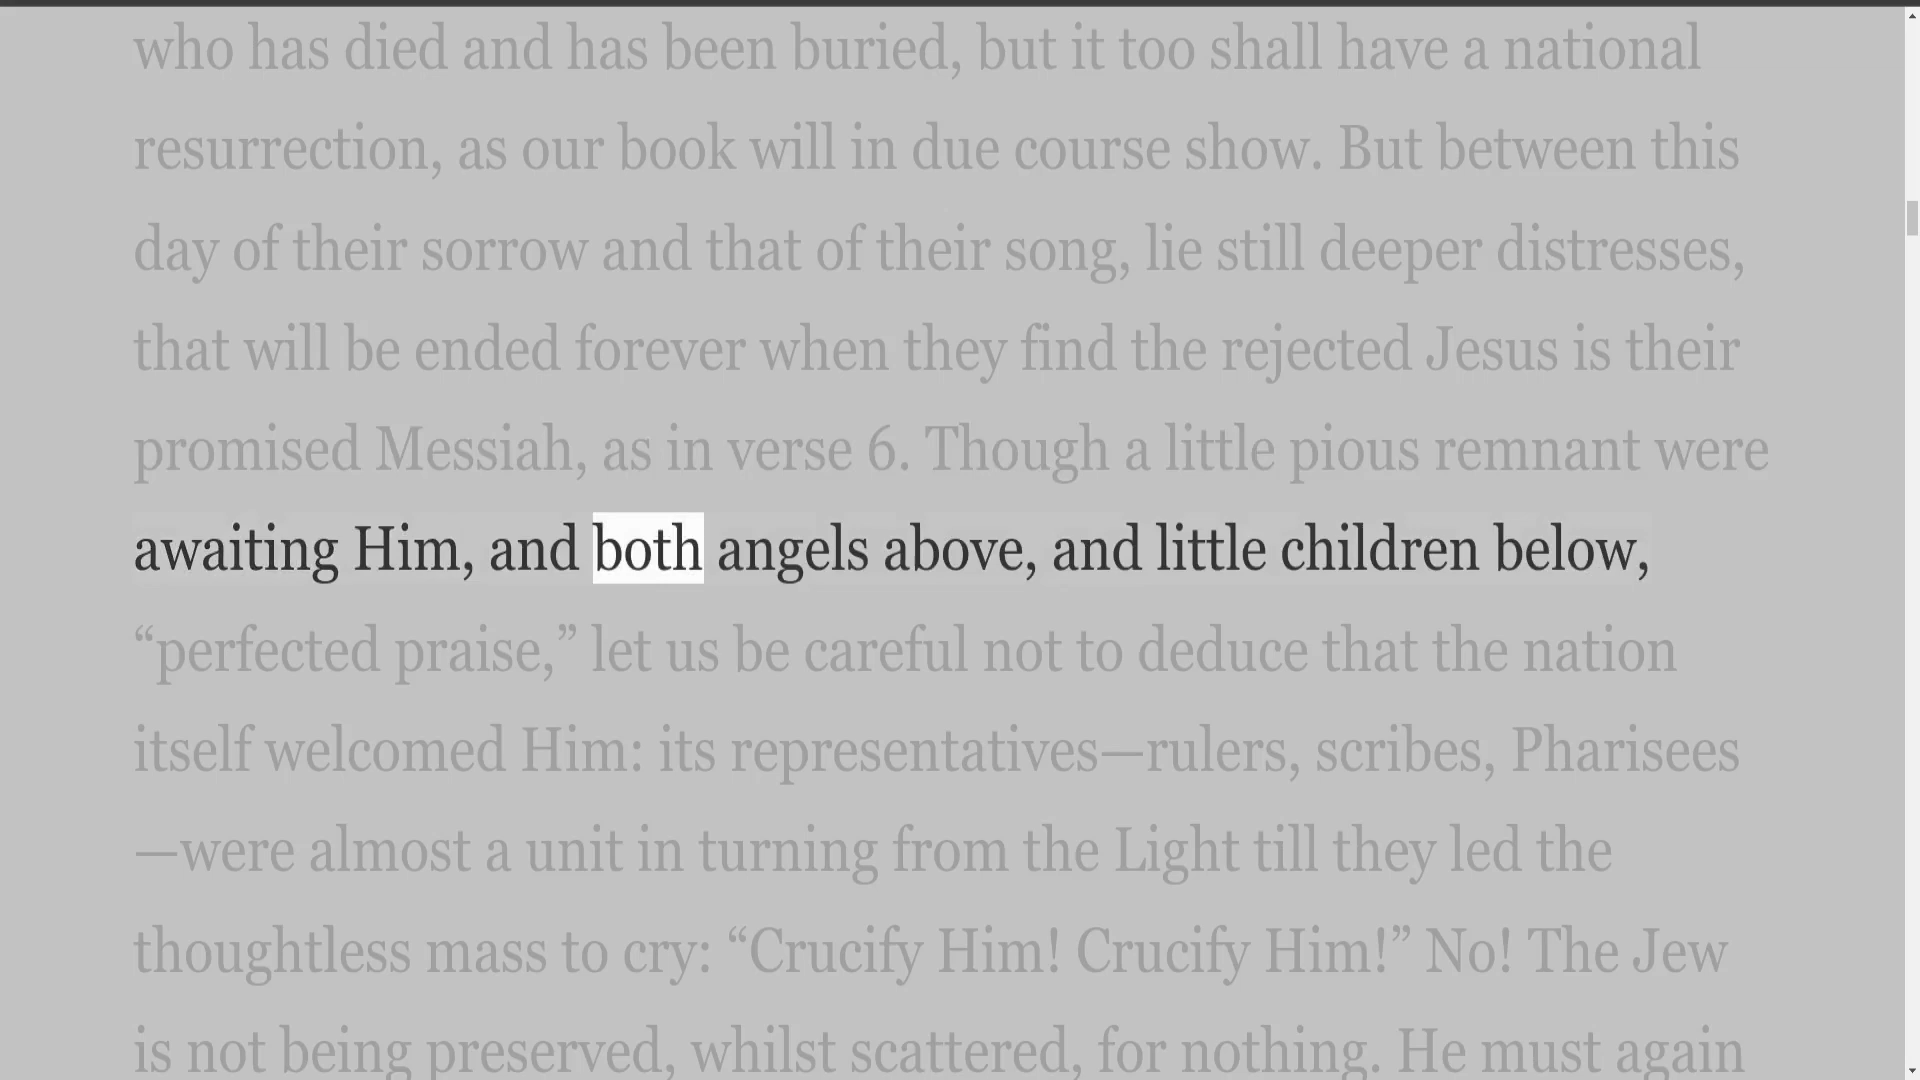 who has died and has been buried, but it too shall have a national
resurrection, as our book will in due course show. But between this
day of their sorrow and that of their song, lie still deeper distresses,
that will be ended forever when they find the rejected Jesus is their
promised Messiah, as in verse 6. Though a little pious remnant were
awaiting Him, and both angels above, and little children below,
“perfected praise,” let us be careful not to deduce that the nation
itself welcomed Him: its representatives—rulers, scribes, Pharisees
—were almost a unit in turning from the Light till they led the
thoughtless mass to cry: “Crucify Him! Crucify Him!” No! The Jew
is not being preserved, whilst scattered, for nothing. He must again